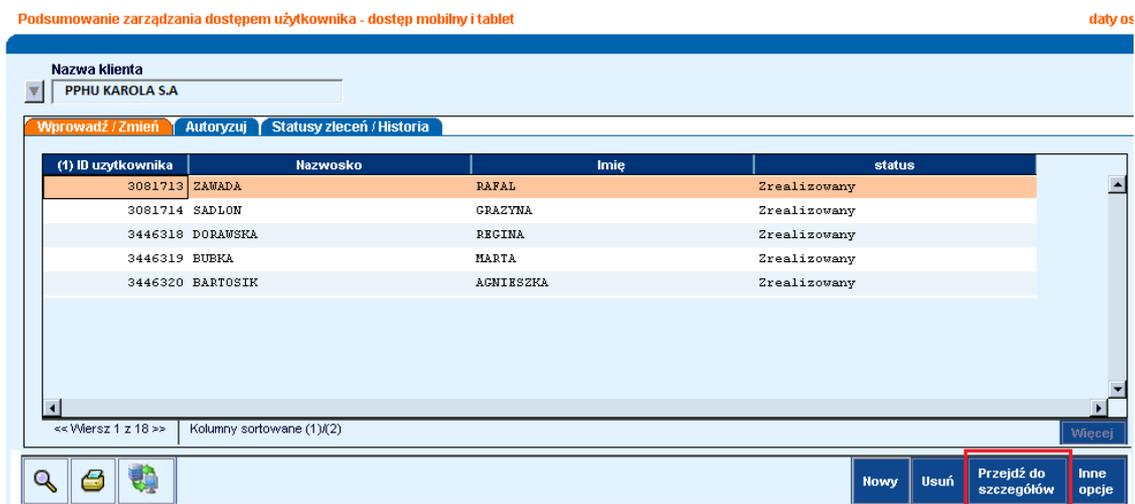 Podsumowanie zarządzania dostępem użytkownika - dostęp mobilny i tablet daty os
Nazwa klienta
PPHU KAROLA S.A
Wprowadź / Zmień Autoryzuj Statusy zleceń / Historia
(1) ID uzytkownika Nazwosko Imię status
3081713 ZAWADA RAFAL Zrealizowany
3081714 SADLON GRAZYNA Zrealizowany
3446318 DORAWSKA REGINA Zrealizowany
3446319 BUBKA MARTA Zrealizowany
3446320 BARTOSIK AGNIESZKA Zrealizowany
<< Wiersz 1 z 18 >> Kolumny sortowane (1)/(2)
Więcej
Nowy Usuń Przejdź do szczegółów Inne opcje